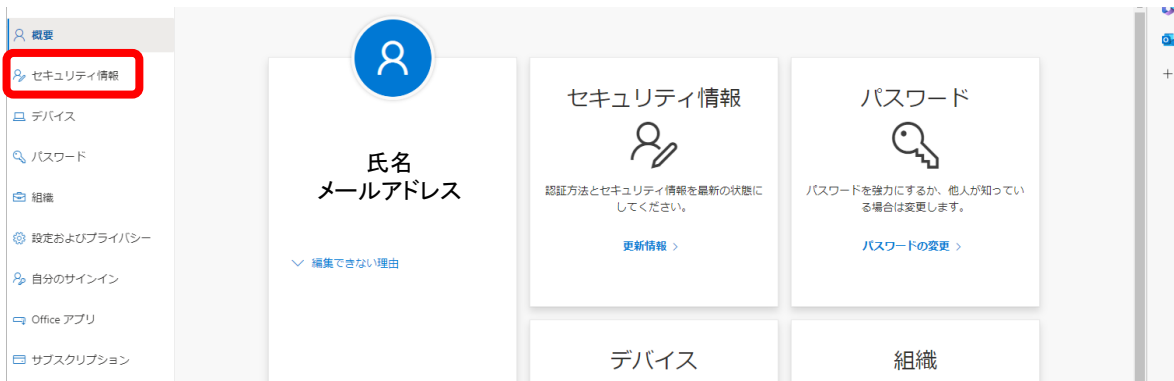 概要
セキュリティ情報
デバイス
パスワード
組織
設定およびプライバシー
自分のサインイン
Office アプリ
サブスクリプション
氏名
メールアドレス
編集できない理由
セキュリティ情報
認証方法とセキュリティ情報を最新の状態に
してください。
更新情報
パスワード
パスワードを強力にするか、他人が知ってい
る場合は変更します。
パスワードの変更
デバイス
組織